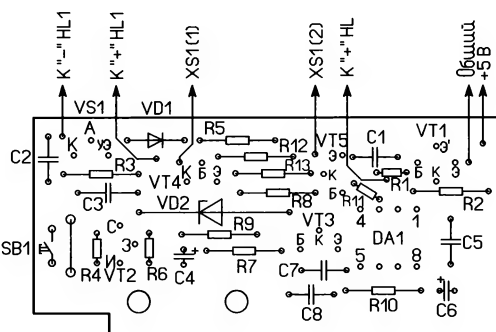 К"-"HL1
К"+"HL1
XS1(1)
XS1(2)
К"+"HL
Общий
+5 В
VS1
VD1
R5
C1
VT1
А
К
УЭ
R12
VT5
Э
Э
C2
R3
К
Б
Э
R13
К
R1
Б
К
VT4
C3
R8
Б
R11
R2
VD2
4
1
SB1
С
R9
VT3
DA1
З
Б
К
Э
C5
R4
И
VT2
R6
C4
+
R7
C7
5
8
C8
R10
+
C6